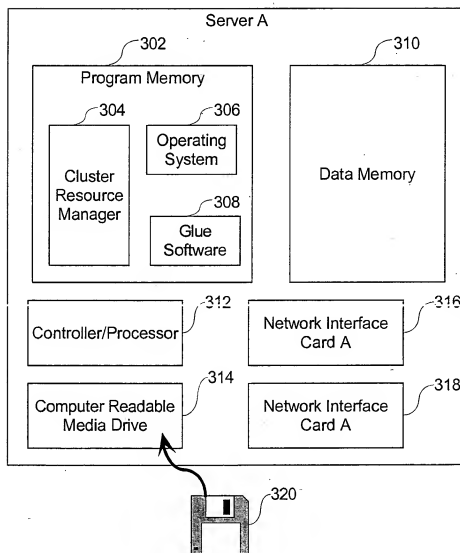 Server A
302
310
Program Memory
304
306
Cluster
Resource
Manager
Operating
System
308
Glue
Software
Data Memory
312
316
Controller/Processor
Network Interface
Card A
314
318
Computer Readable
Media Drive
Network Interface
Card A
320